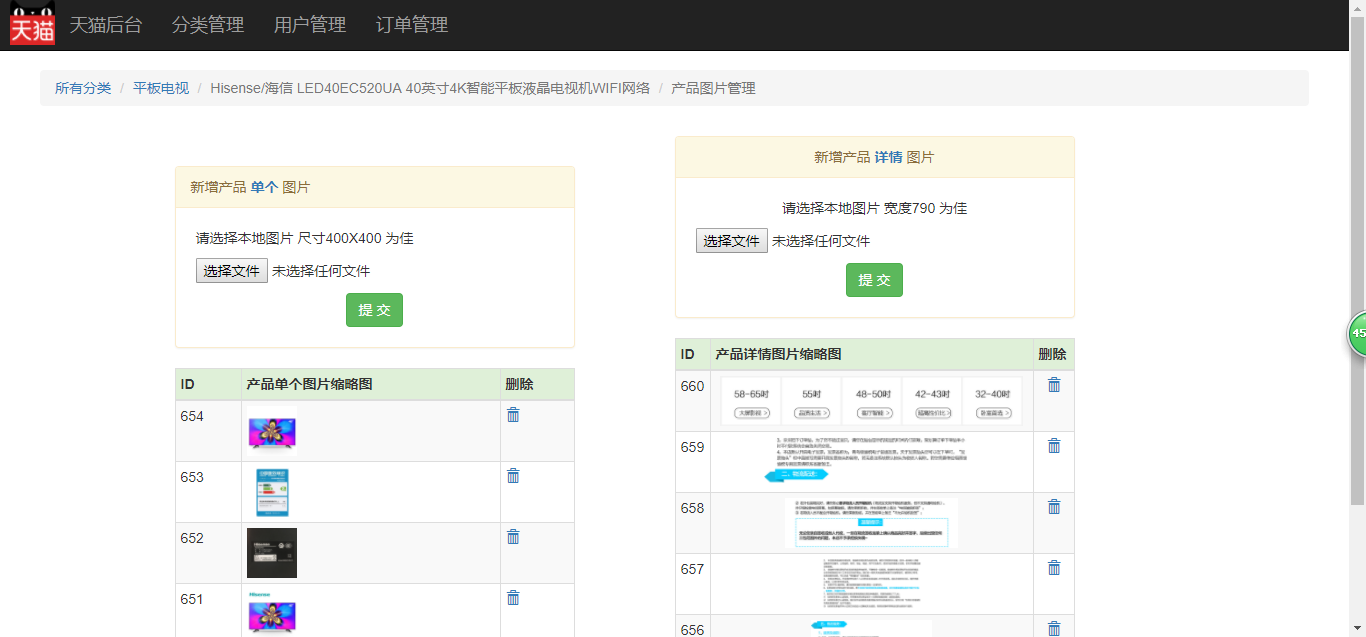 天猫 天猫后台 分类管理 用户管理 订单管理
所有分类 / 平板电视 / Hisense/海信 LED40EC520UA 40英寸4K智能平板液晶电视机WIFI网络 / 产品图片管理
新增产品 单个 图片
请选择本地图片 尺寸400X400 为佳
选择文件 未选择任何文件
提 交
ID 产品单个图片缩略图 删除
654
653
652
651
Hisense
新增产品 详情 图片
请选择本地图片 宽度790 为佳
选择文件 未选择任何文件
提 交
ID 产品详情图片缩略图 删除
660
58-65吋 55吋 48-50吋 42-43吋 32-40吋
659
658
657
656
45